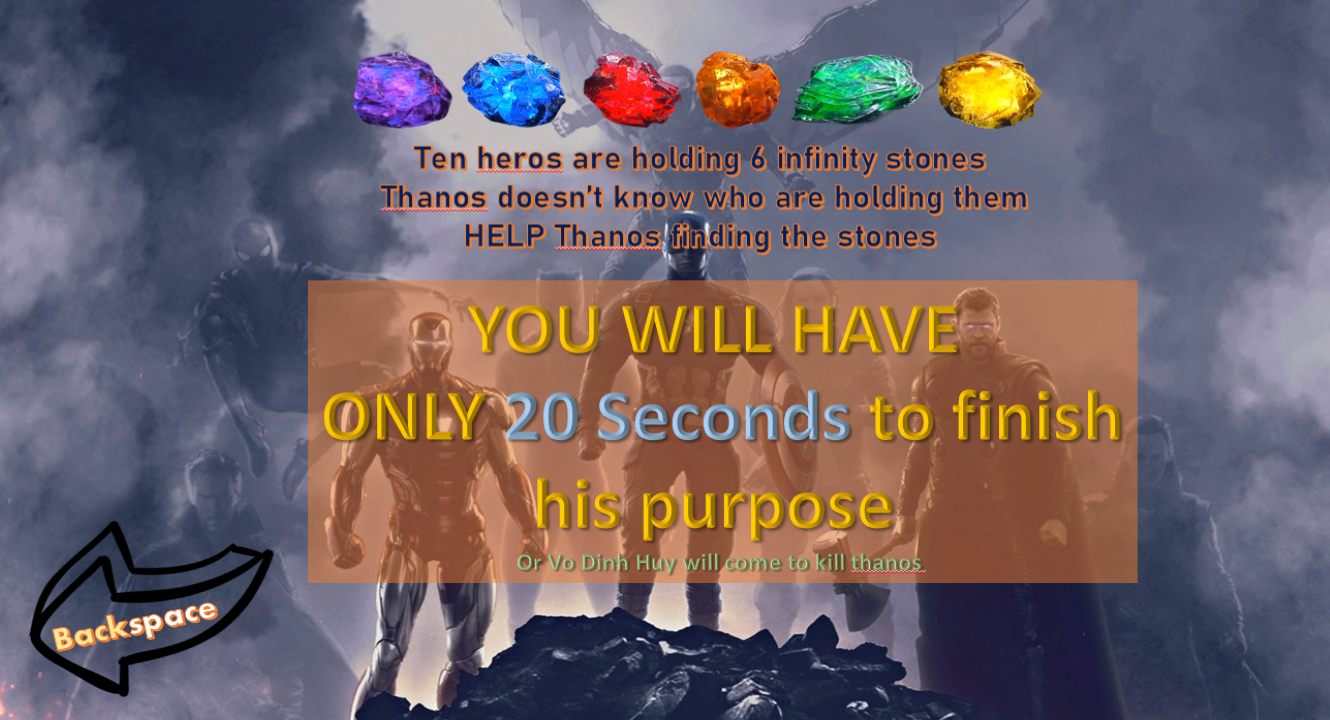 Ten heros are holding 6 infinity stones
Thanos doesn't know who are holding them
HELP Thanos finding the stones
YOU WILL HAVE
ONLY 20 Seconds to finish
his purpose
Or Vo Dinh Huy will come to kill thanos
Backspace